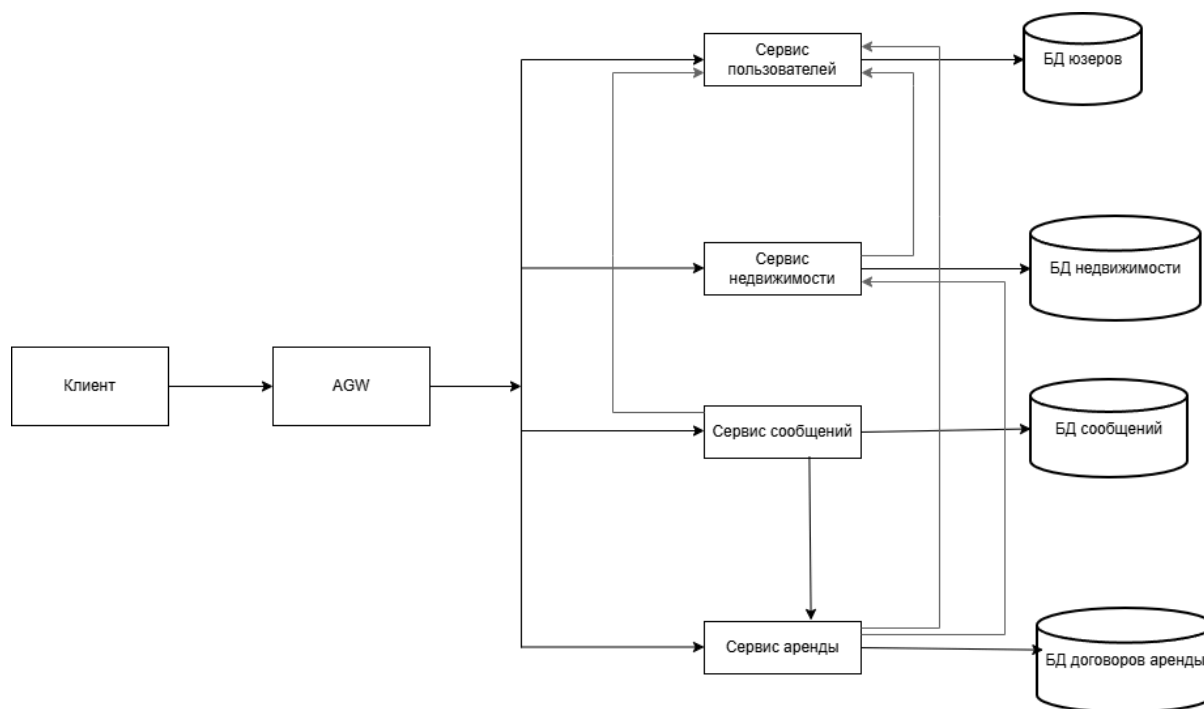 Сервис
пользователей
БД юзеров
Сервис
недвижимости
БД недвижимости
Клиент
AGW
Сервис сообщений
БД сообщений
Сервис аренды
БД договоров аренды